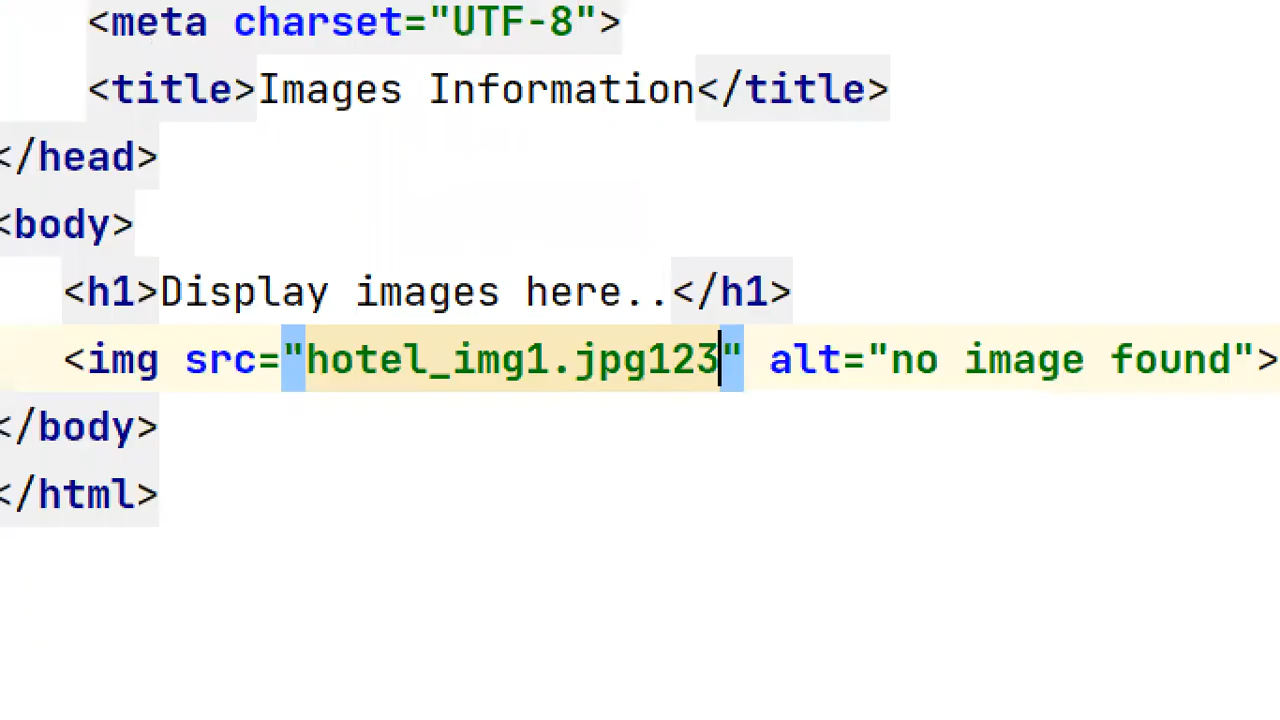 <meta charset="UTF-8">
<title>Images Information</title>
</head>
<body>
<h1>Display images here..</h1>
<img src="hotel_img1.jpg123" alt="no image found">
</body>
</html>